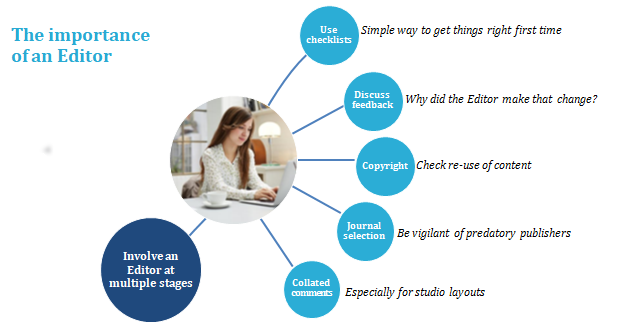 The importance
of an Editor
Use
checklists
Simple way to get things right first time
Discuss
feedback
Why did the Editor make that change?
Copyright
Check re-use of content
Journal
selection
Be vigilant of predatory publishers
Collated
comments
Especially for studio layouts
Involve an
Editor at
multiple stages